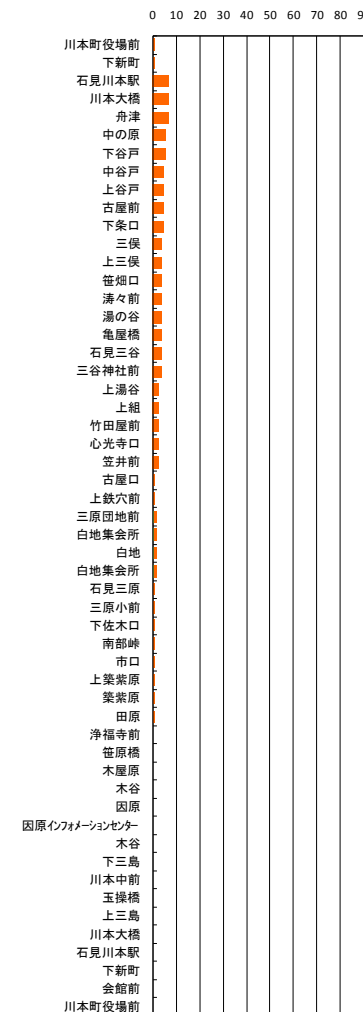 0 10 20 30 40 50 60 70 80
川本町役場前
下新町
石見川本駅
川本大橋
舟津
中の原
下谷戸
中谷戸
上谷戸
古屋前
下条口
三俣
上三俣
笹畑口
涛々前
湯の谷
亀屋橋
石見三谷
三谷神社前
上湯谷
上組
竹田屋前
心光寺口
笠井前
古屋口
上鉄穴前
三原団地前
白地集会所
白地
白地集会所
石見三原
三原小前
下佐木口
南部峠
市口
上築紫原
築紫原
田原
浄福寺前
笹原橋
木屋原
木谷
因原
因原インフォメーションセンター
木谷
下三島
川本中前
玉操橋
上三島
川本大橋
石見川本駅
下新町
会館前
川本町役場前